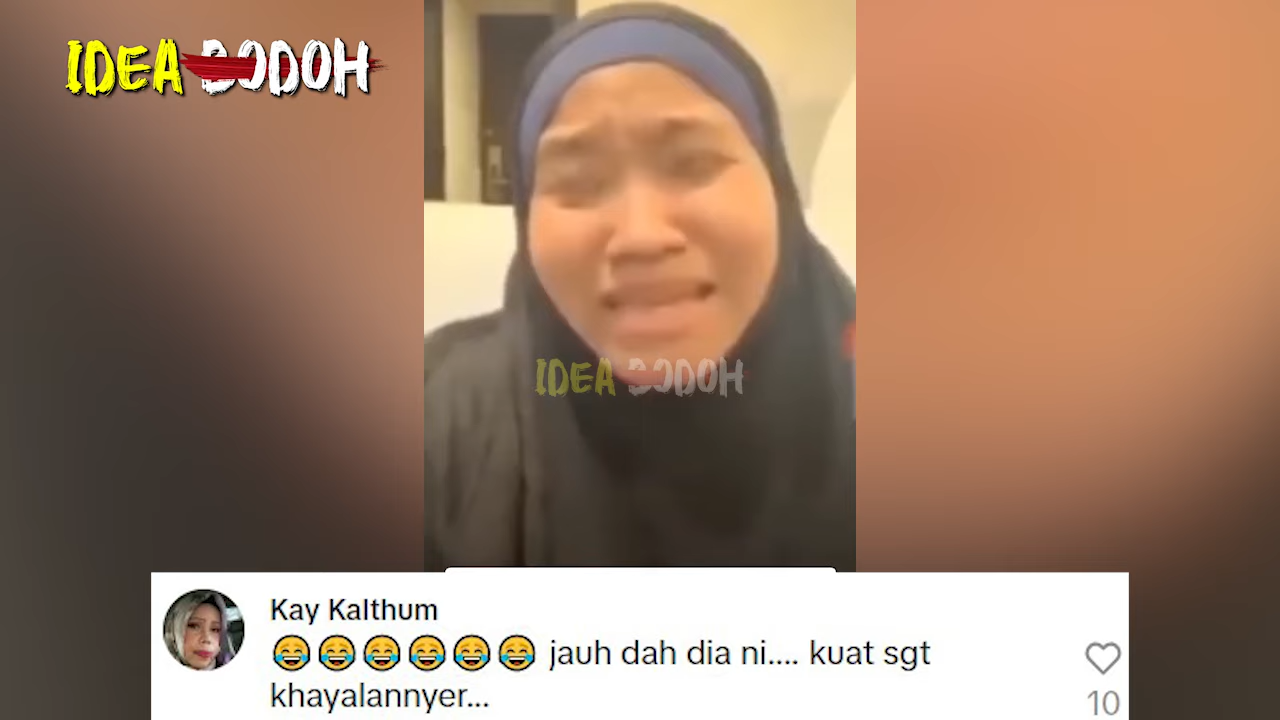 IDEA BODOH
IDEA BODOH
Kay Kalthum
😂😂😂😂😂😂 jauh dah dia ni.... kuat sgt
khayalannyer...
10